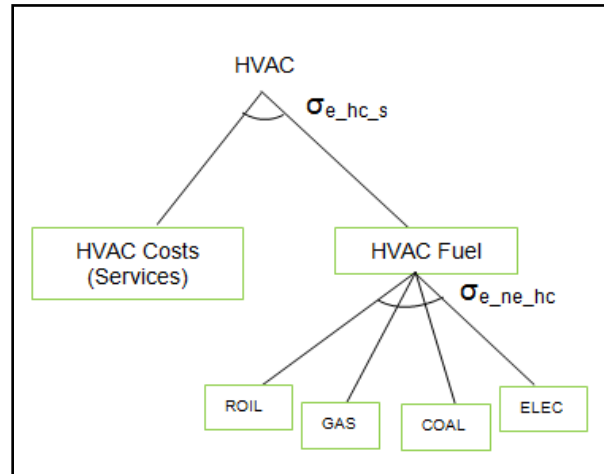 HVAC
σe_hc_s
HVAC Costs
(Services)
HVAC Fuel
σe_ne_hc
ROIL
GAS
COAL
ELEC